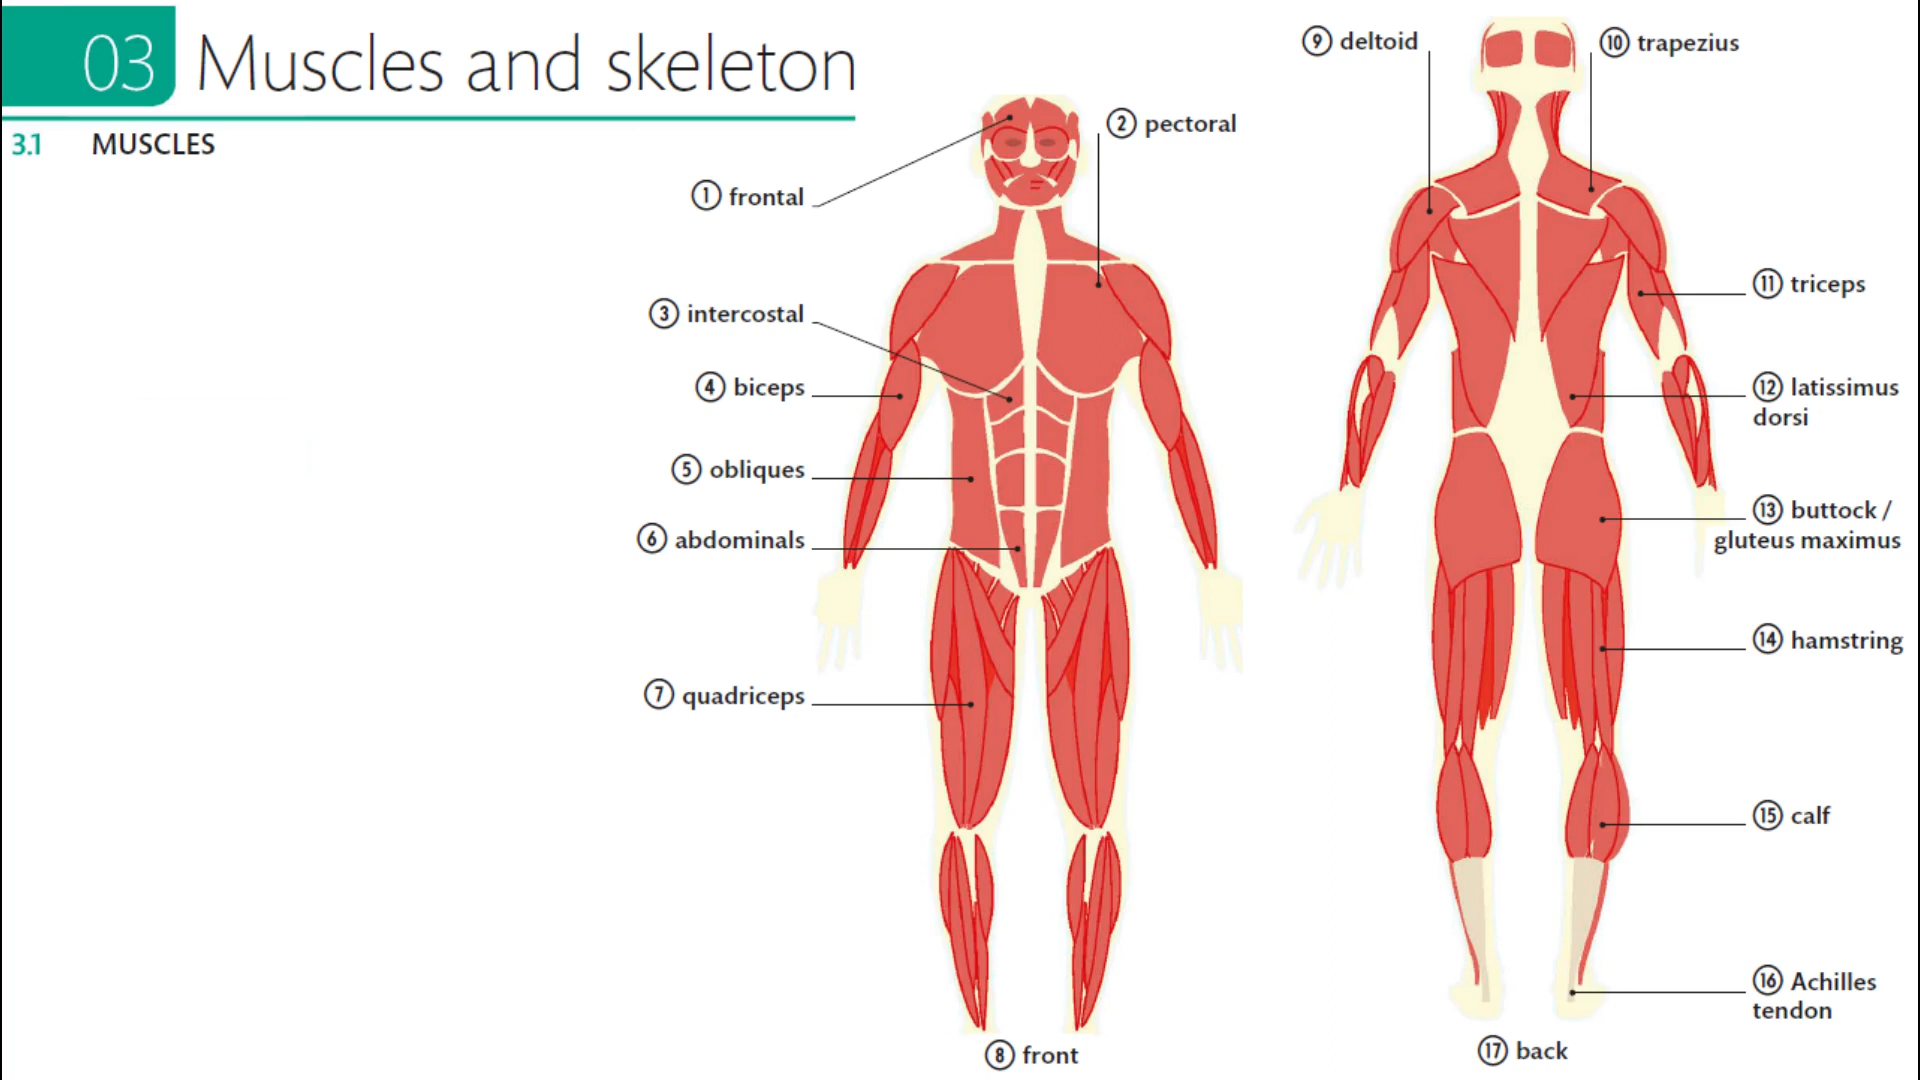 03 Muscles and skeleton
3.1 MUSCLES
1 frontal
2 pectoral
3 intercostal
4 biceps
5 obliques
6 abdominals
7 quadriceps
8 front
9 deltoid
10 trapezius
11 triceps
12 latissimus
dorsi
13 buttock /
gluteus maximus
14 hamstring
15 calf
16 Achilles
tendon
17 back